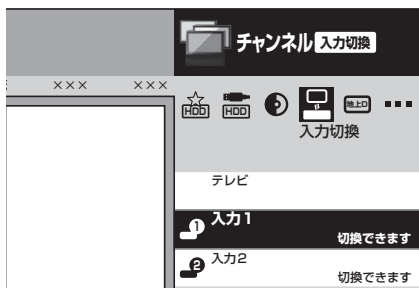 チャンネル 入力切換
××× ×××
HDD HDD 地上D
入力切換
テレビ
1 入力1
切換できます
2 入力2
切換できます